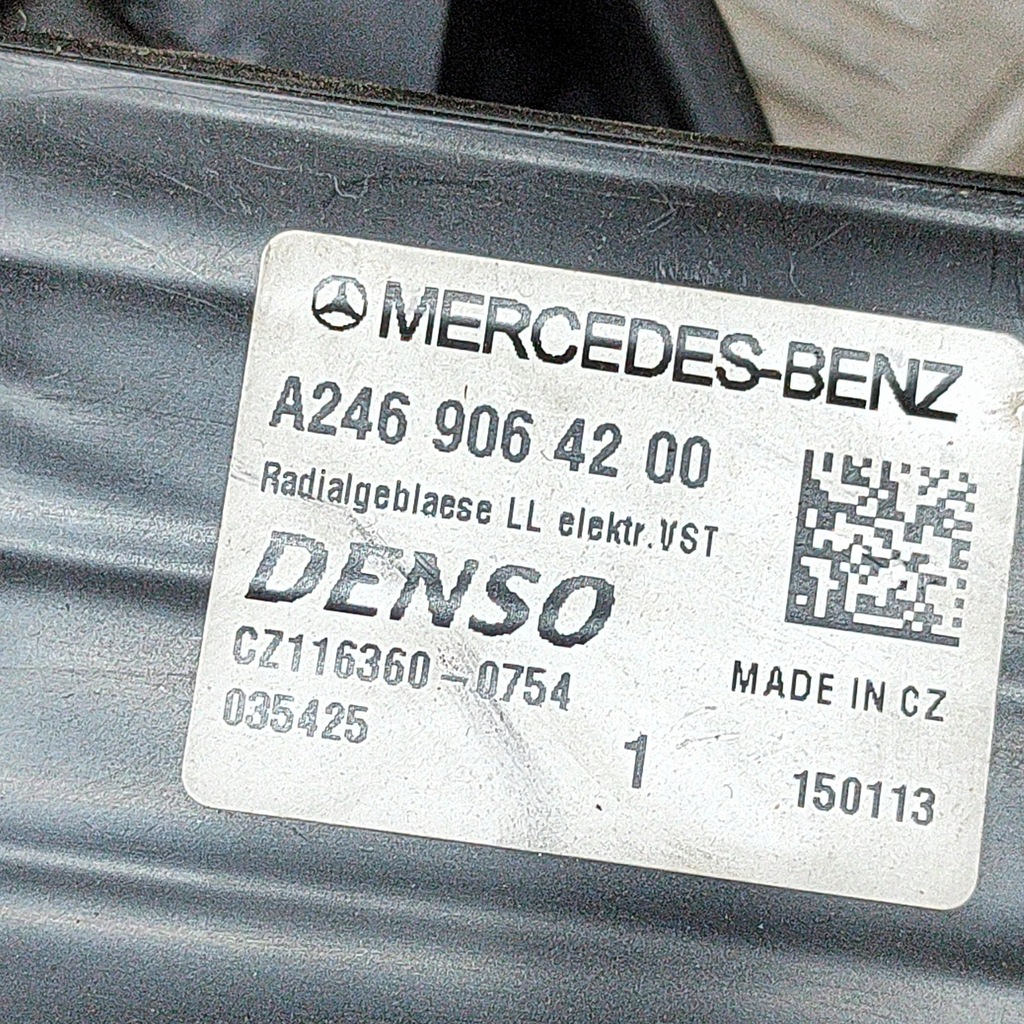 MERCEDES-BENZ
A246 906 42 00
Radialgeblaese LL elektr.VST
DENSO
CZ116360-0754
MADE IN CZ
035425
1
150113